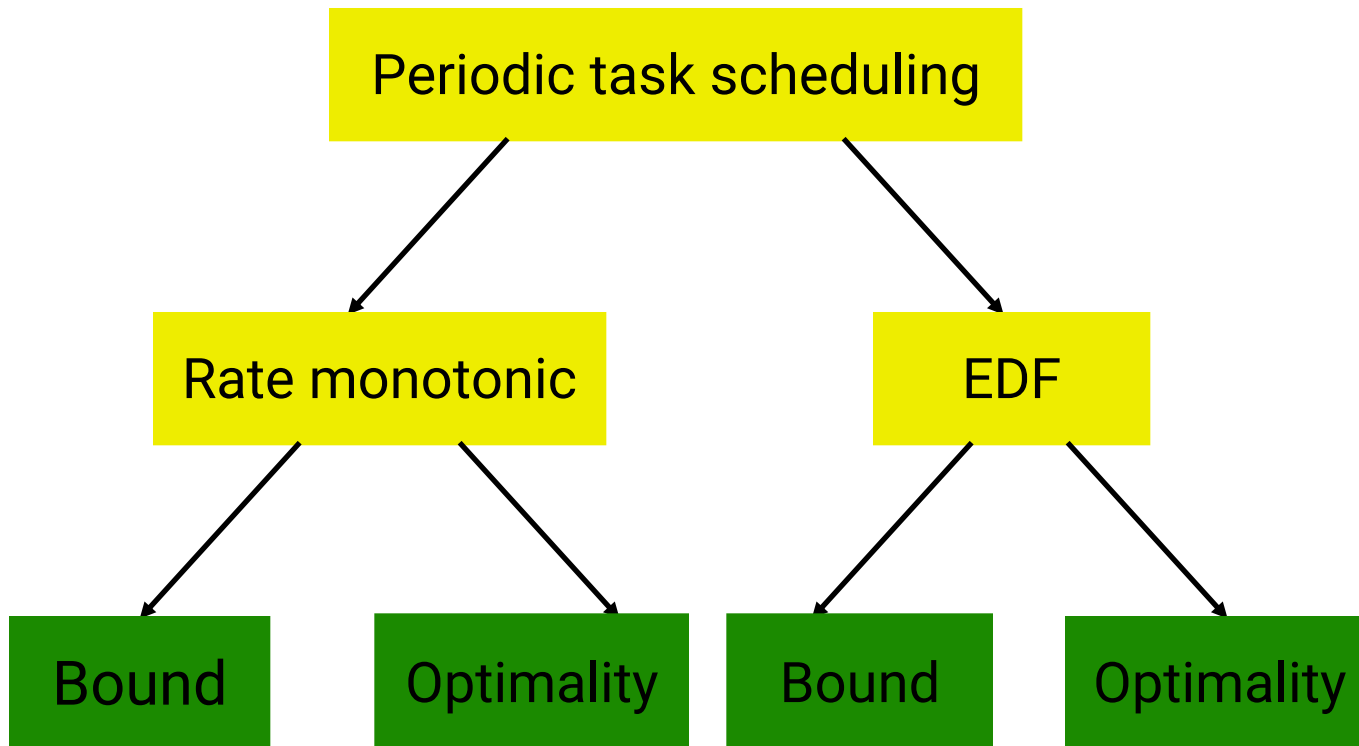 Periodic task scheduling
Rate monotonic
EDF
Bound
Optimality
Bound
Optimality